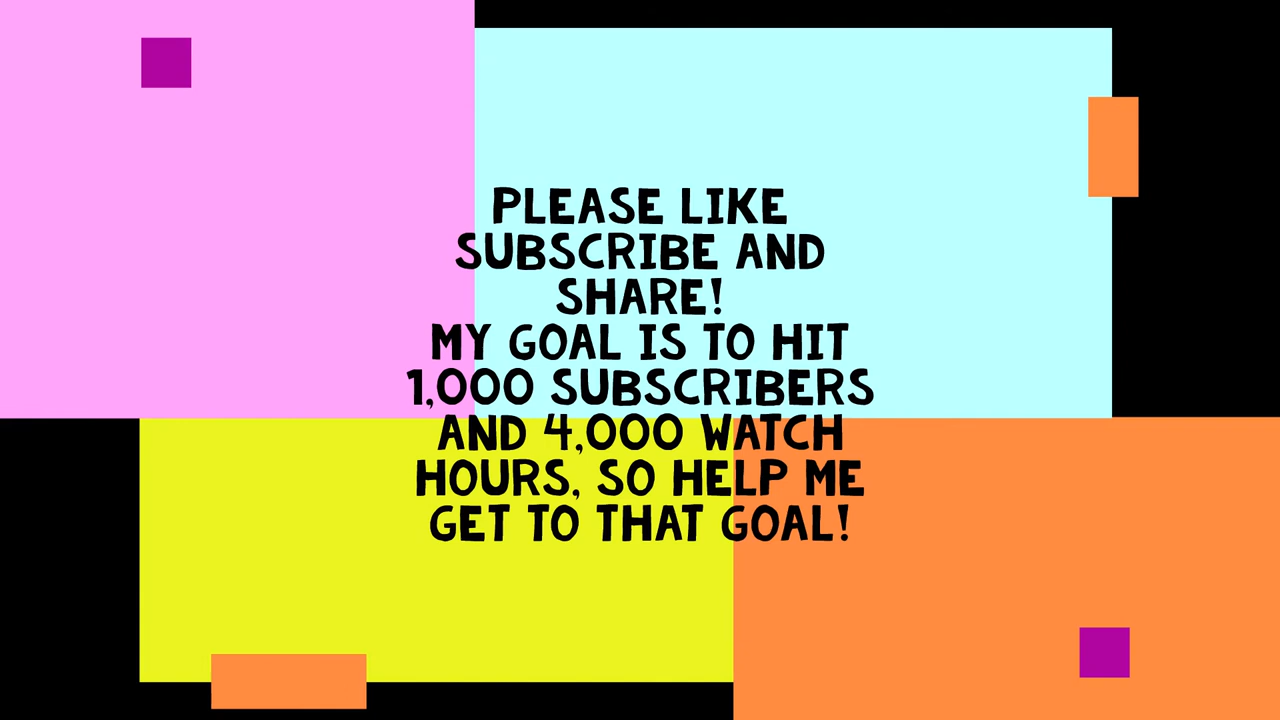 PLEASE LIKE
SUBSCRIBE AND
SHARE!
MY GOAL IS TO HIT
1,000 SUBSCRIBERS
AND 4,000 WATCH
HOURS, SO HELP ME
GET TO THAT GOAL!